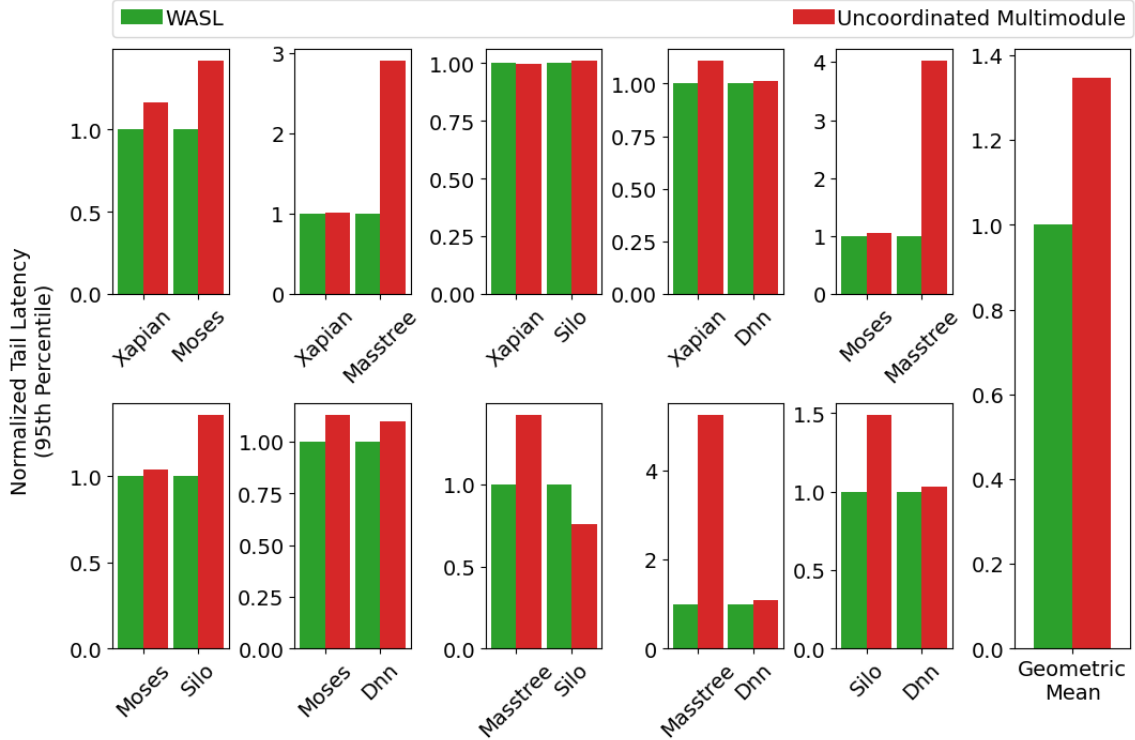 WASL
Uncoordinated Multimodule
Normalized Tail Latency
(95th Percentile)
1.0
0.5
0.0
Xapian
Moses
3
2
1
0
Xapian
Masstree
1.00
0.75
0.50
0.25
0.00
Xapian
Silo
1.00
0.75
0.50
0.25
0.00
Xapian
Dnn
4
3
2
1
0
Moses
Masstree
1.4
1.2
1.0
0.8
0.6
0.4
0.2
0.0
Geometric
Mean
1.0
0.5
0.0
Moses
Silo
1.00
0.75
0.50
0.25
0.00
Moses
Dnn
1.0
0.5
0.0
Masstree
Silo
4
2
0
Masstree
Dnn
1.5
1.0
0.5
0.0
Silo
Dnn